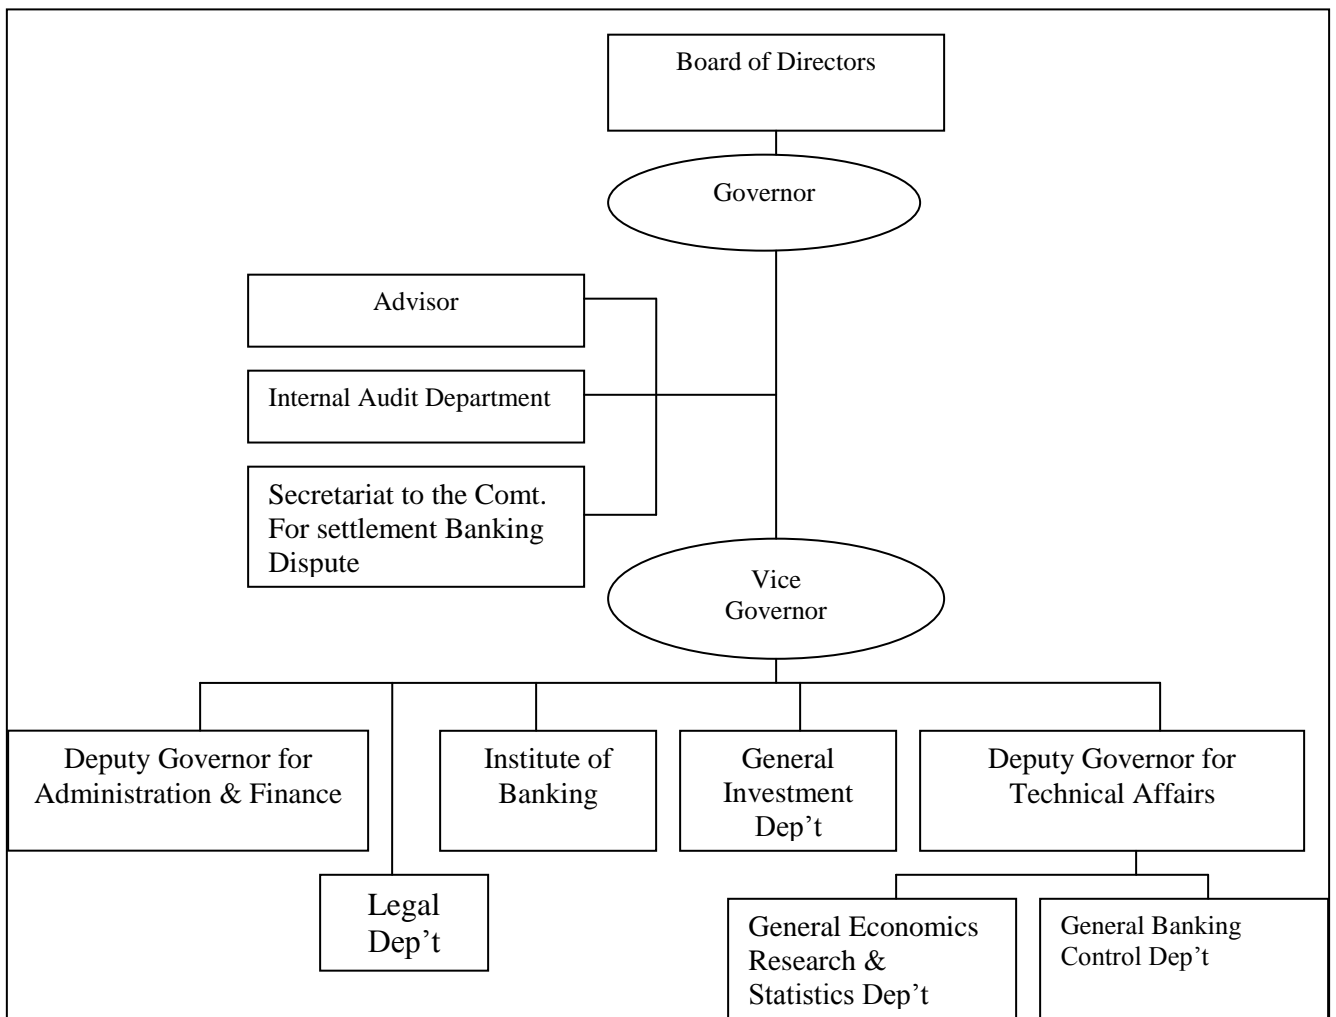 Board of Directors
Governor
Advisor
Internal Audit Department
Secretariat to the Comt.
For settlement Banking
Dispute
Vice
Governor
Deputy Governor for
Administration & Finance
Institute of
Banking
General
Investment
Dep’t
Deputy Governor for
Technical Affairs
Legal
Dep’t
General Economics
Research &
Statistics Dep’t
General Banking
Control Dep’t